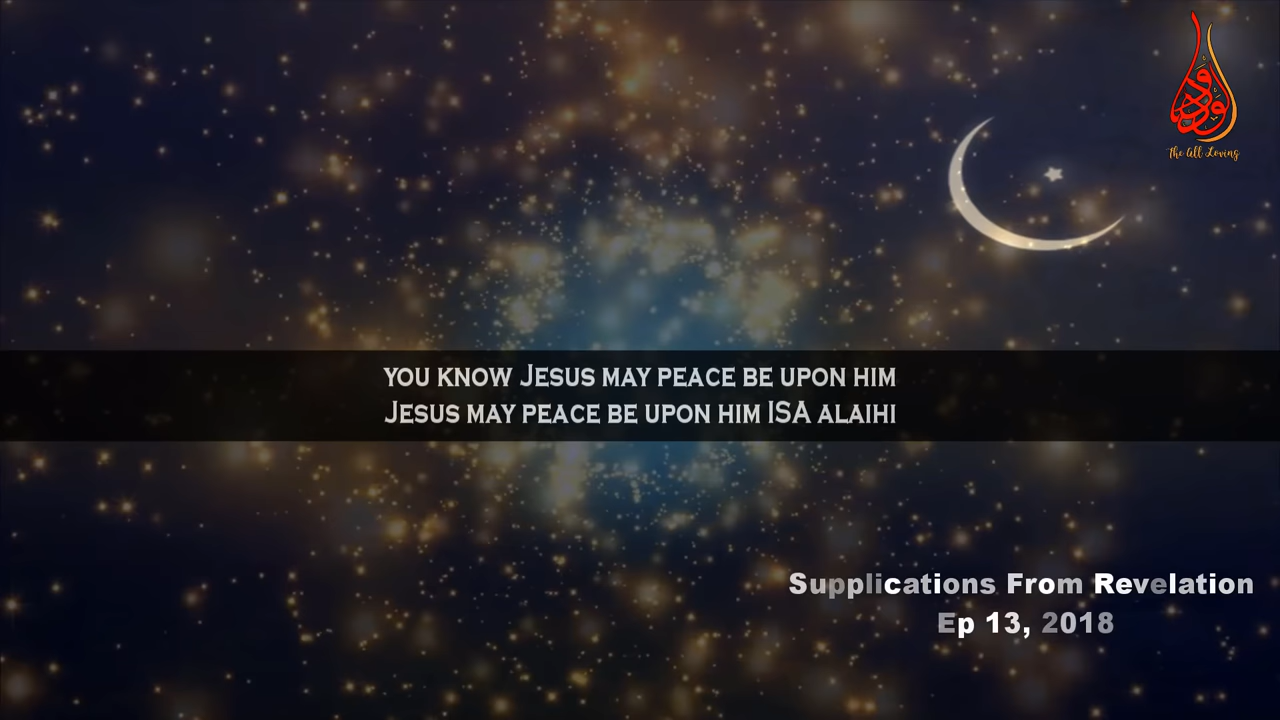 الودود
The All Loving
YOU KNOW JESUS MAY PEACE BE UPON HIM
JESUS MAY PEACE BE UPON HIM ISA ALAIHI
Supplications From Revelation
Ep 13, 2018